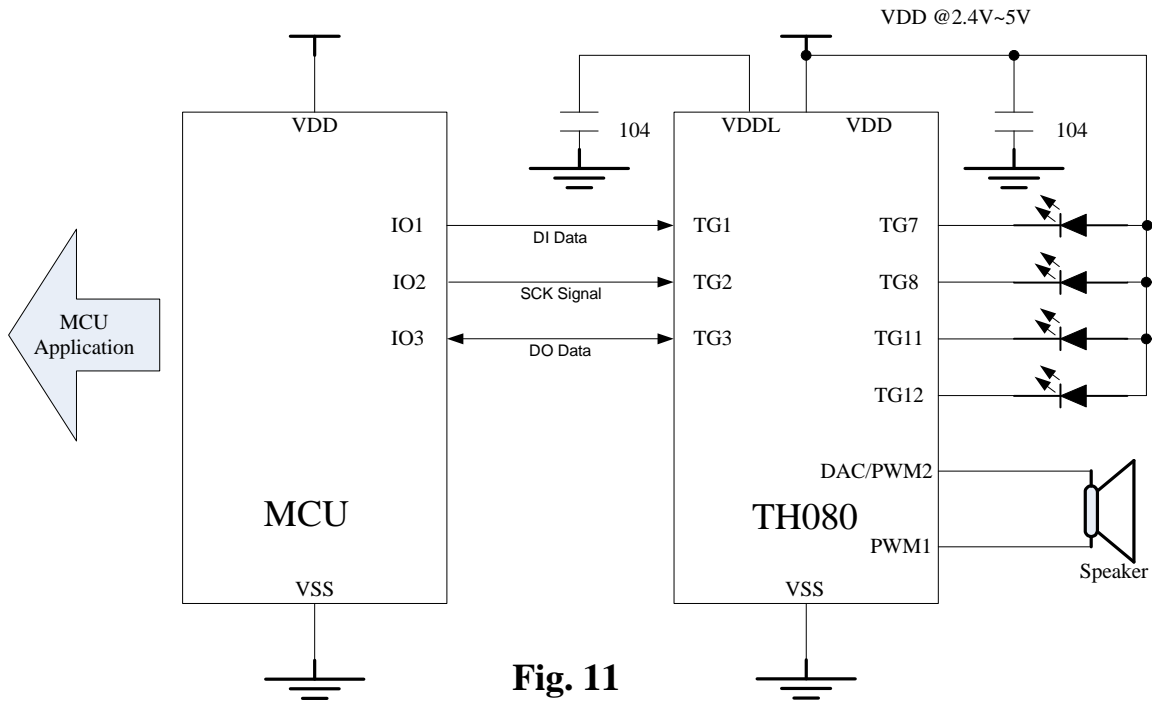 VDD @2.4V~5V
VDD
104
VDDL
VDD
104
IO1
DI Data
TG1
TG7
IO2
SCK Signal
TG2
TG8
MCU
Application
IO3
DO Data
TG3
TG11
TG12
DAC/PWM2
MCU
TH080
PWM1
Speaker
VSS
VSS
Fig. 11